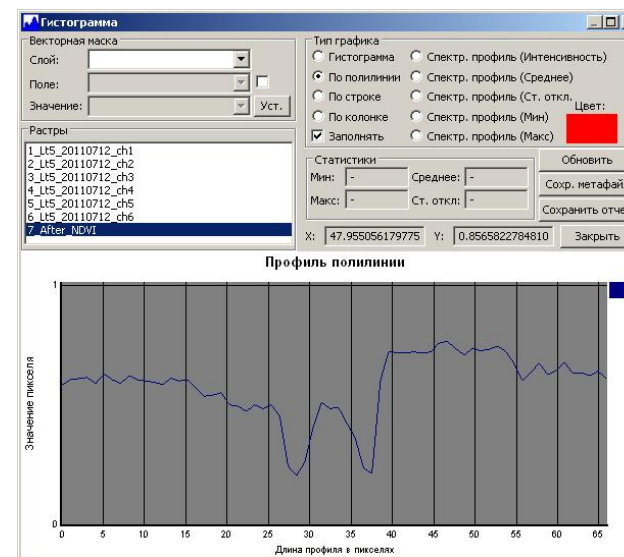 Гистограмма
Векторная маска
Слой:
Поле:
Значение:
Уст.
Растры
1_Lt5_20110712_ch1
2_Lt5_20110712_ch2
3_Lt5_20110712_ch3
4_Lt5_20110712_ch4
5_Lt5_20110712_ch5
6_Lt5_20110712_ch6
7_After_NDVI
Тип графика
Гистограмма Спектр. профиль (Интенсивность)
По полилинии Спектр. профиль (Среднее)
По строке Спектр. профиль (Ст. откл.
По колонке Спектр. профиль (Мин)
Заполнять Спектр. профиль (Макс)
Цвет:
Статистики
Мин: - Среднее: -
Макс: - Ст. откл: -
Обновить
Сохр. метафай
Сохранить отче
X: 47.955056179775 Y: 0.8565822784810 Закрыть
Профиль полилинии
1
Значение пикселя
0
0 5 10 15 20 25 30 35 40 45 50 55 60 65
Длина профиля в пикселях